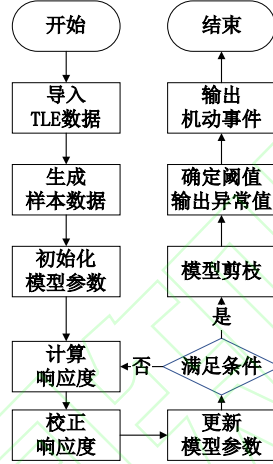 开始
导入
TLE数据
生成
样本数据
初始化
模型参数
计算
响应度
校正
响应度
更新
模型参数
满足条件
否
是
模型剪枝
确定阈值
输出异常值
输出
机动事件
结束